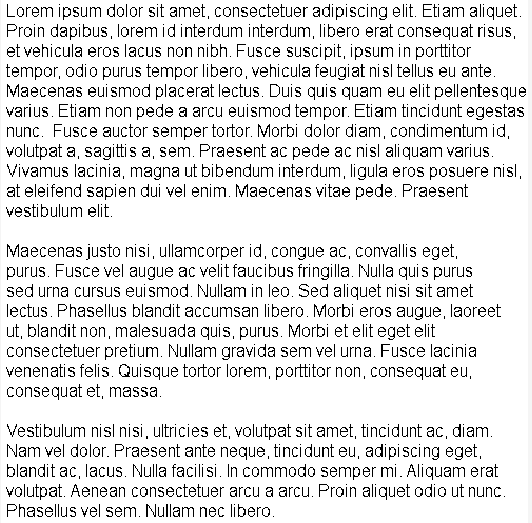 Lorem ipsum dolor sit amet, consectetuer adipiscing elit. Etiam aliquet.
Proin dapibus, lorem id interdum interdum, libero erat consequat risus,
et vehicula eros lacus non nibh. Fusce suscipit, ipsum in porttitor
tempor, odio purus tempor libero, vehicula feugiat nisl tellus eu ante.
Maecenas euismod placerat lectus. Duis quis quam eu elit pellentesque
varius. Etiam non pede a arcu euismod tempor. Etiam tincidunt egestas
nunc.  Fusce auctor semper tortor. Morbi dolor diam, condimentum id,
volutpat a, sagittis a, sem. Praesent ac pede ac nisl aliquam varius.
Vivamus lacinia, magna ut bibendum interdum, ligula eros posuere nisl,
at eleifend sapien dui vel enim. Maecenas vitae pede. Praesent
vestibulum elit.

Maecenas justo nisi, ullamcorper id, congue ac, convallis eget,
purus. Fusce vel augue ac velit faucibus fringilla. Nulla quis purus
sed urna cursus euismod. Nullam in leo. Sed aliquet nisi sit amet
lectus. Phasellus blandit accumsan libero. Morbi eros augue, laoreet
ut, blandit non, malesuada quis, purus. Morbi et elit eget elit
consectetuer pretium. Nullam gravida sem vel urna. Fusce lacinia
venenatis felis. Quisque tortor lorem, porttitor non, consequat eu,
consequat et, massa.

Vestibulum nisl nisi, ultricies et, volutpat sit amet, tincidunt ac, diam.
Nam vel dolor. Praesent ante neque, tincidunt eu, adipiscing eget,
blandit ac, lacus. Nulla facilisi. In commodo semper mi. Aliquam erat
volutpat. Aenean consectetuer arcu a arcu. Proin aliquet odio ut nunc.
Phasellus vel sem. Nullam nec libero.